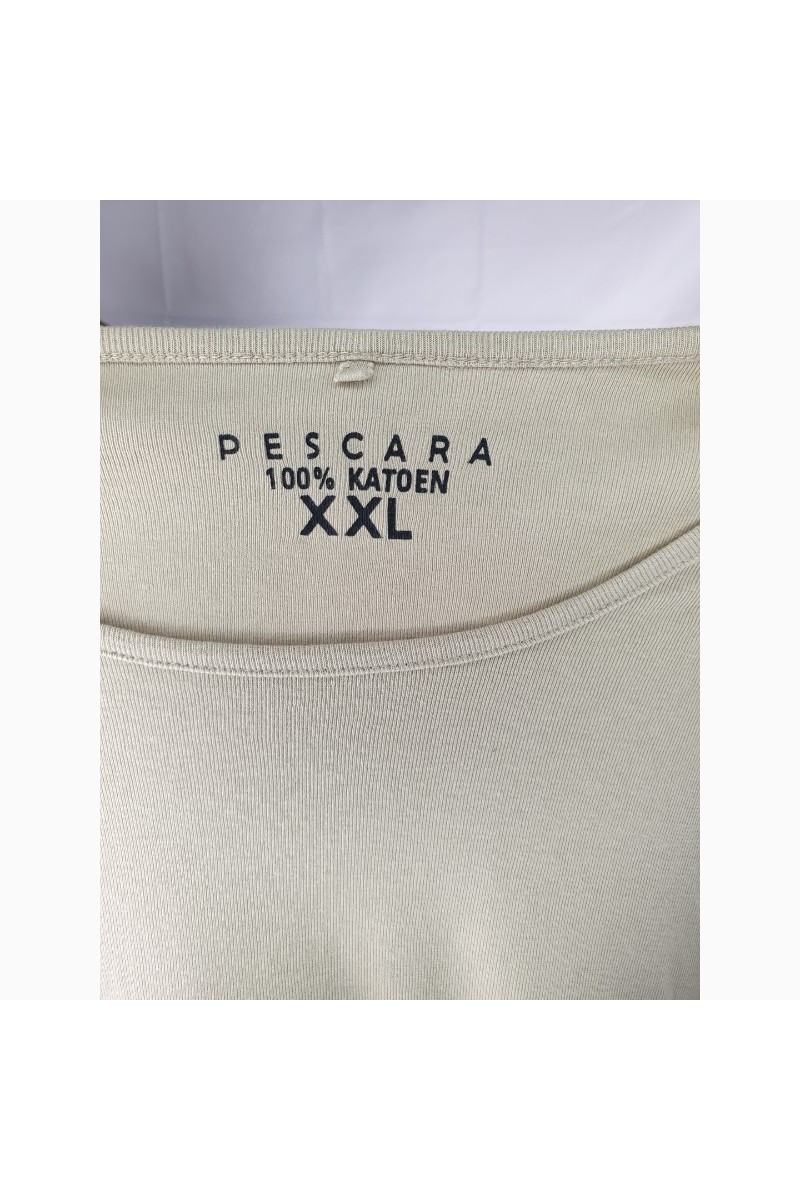 PESCARA
100% KATOEN
XXL